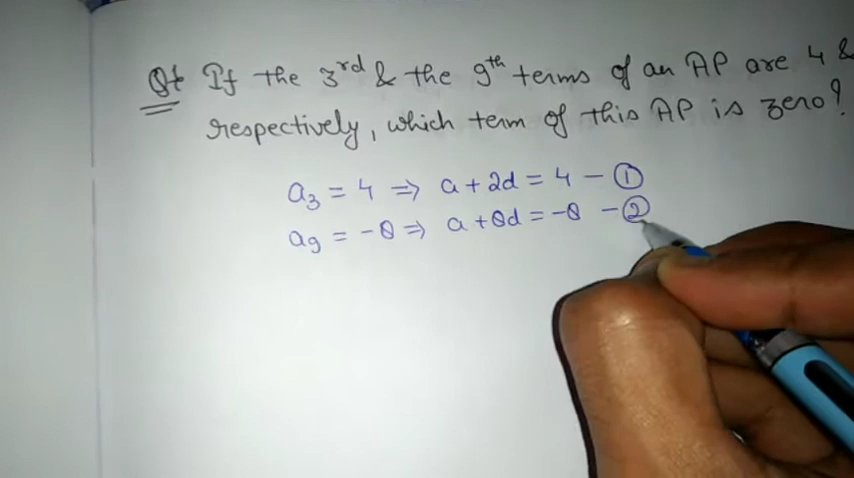 Q+ If the 3rd & the 9th terms of an AP are 4 &
respectively, which term of this AP is zero?
a₃ = 4 => a + 2d = 4 – ①
a₉ = -8 => a + 8d = -8 – ②